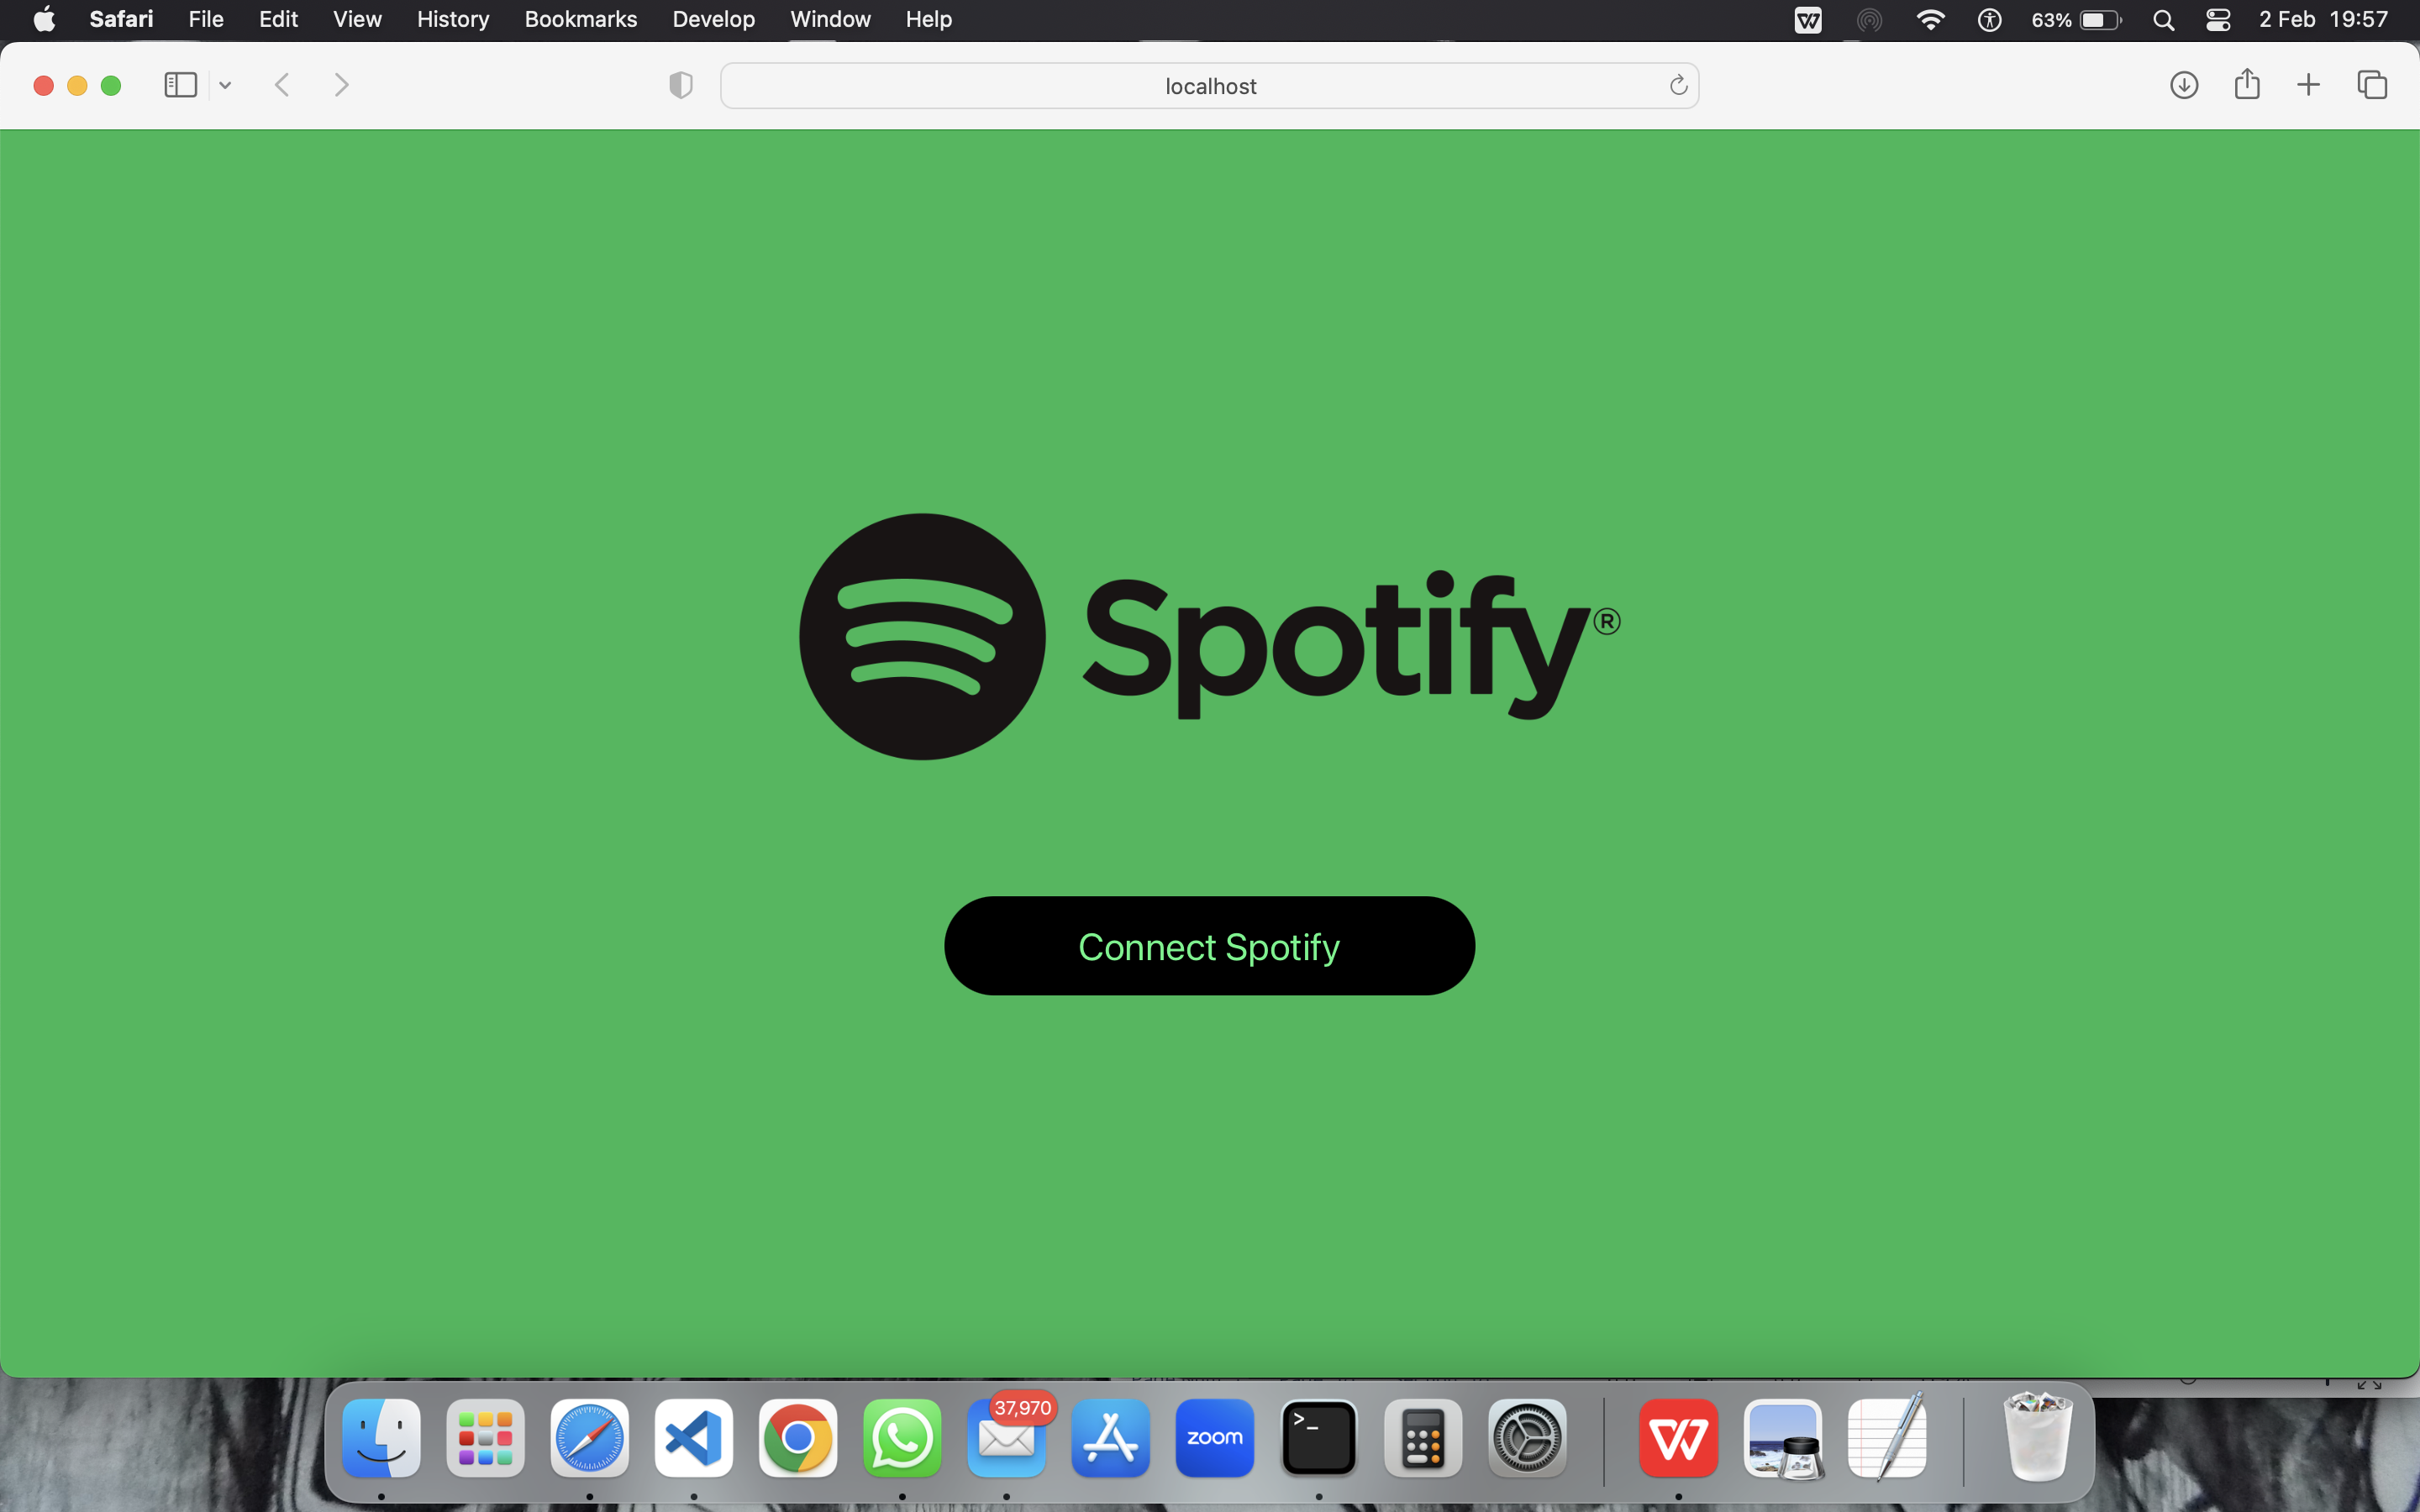 Safari File Edit View History Bookmarks Develop Window Help 63% 2 Feb 19:57
localhost
Spotify®
Connect Spotify
37,970
zoom
>_